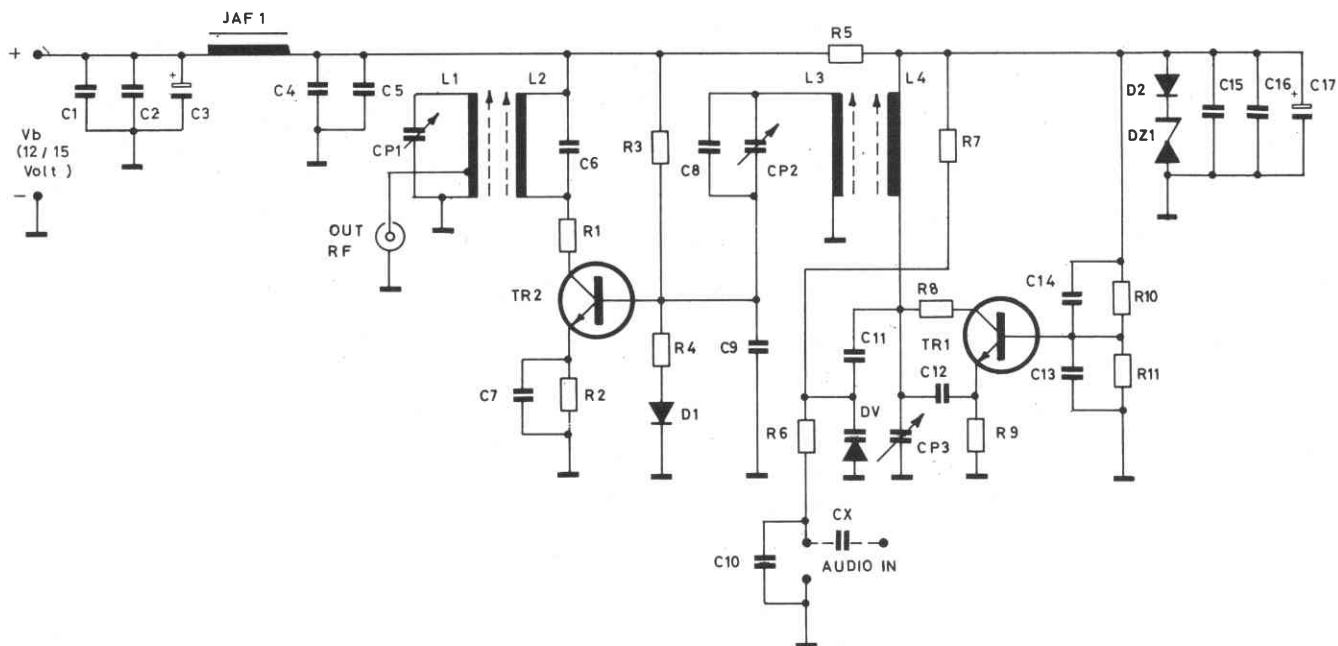 JAF 1
+
C1
C2
+
C3
Vb
(12/15
Volt)
-
C4
C5
L1
L2
CP1
C6
OUT
RF
R1
TR2
C7
R2
R3
R4
D1
C8
CP2
C9
L3
L4
R5
R7
R6
C11
DV
R8
TR1
C12
CP3
R9
C14
C13
R10
R11
D2
DZ1
C15
C16
+
C17
C10
CX
AUDIO IN